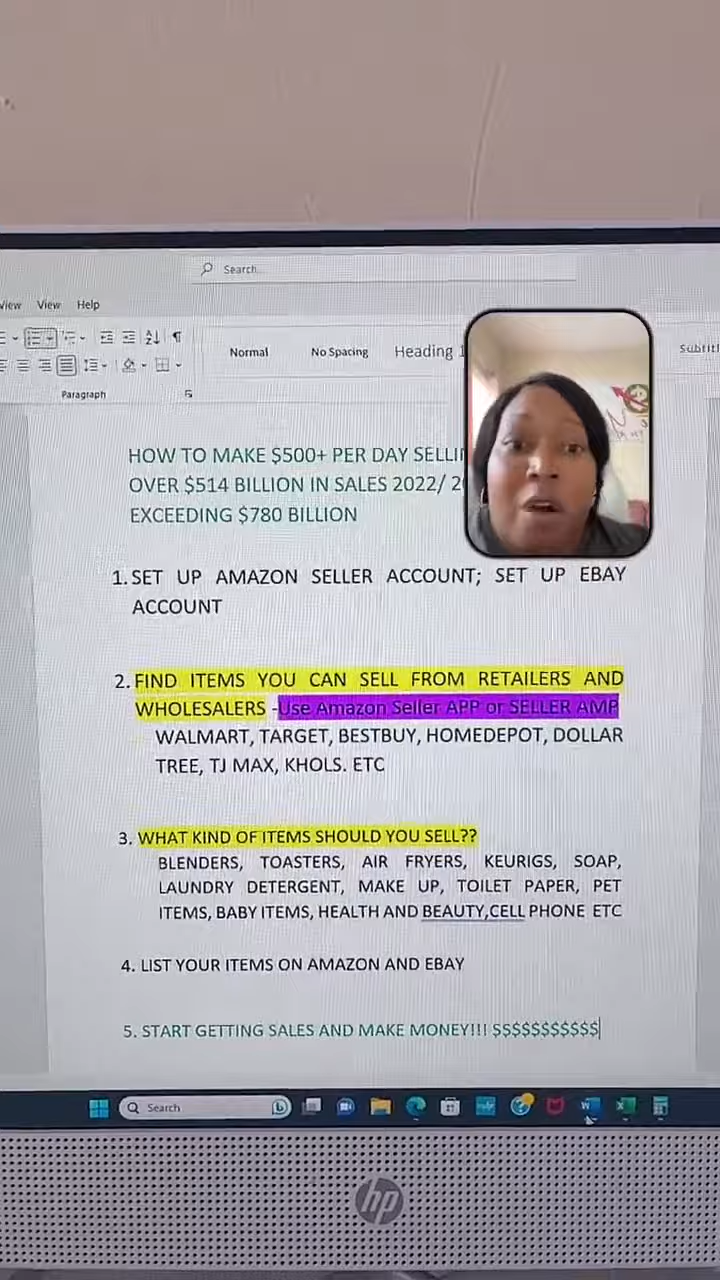 Search
View View Help
Normal No Spacing Heading 1
Paragraph
HOW TO MAKE $500+ PER DAY
OVER $514 BILLION IN SALES 2022/
EXCEEDING $780 BILLION
1. SET UP AMAZON SELLER ACCOUNT; SET UP EBAY
ACCOUNT
2. FIND ITEMS YOU CAN SELL FROM RETAILERS AND
WHOLESALERS -Use Amazon Seller APP or SELLER AMP
WALMART, TARGET, BESTBUY, HOMEDEPOT, DOLLAR
TREE, TJ MAX, KHOLS. ETC
3. WHAT KIND OF ITEMS SHOULD YOU SELL??
BLENDERS, TOASTERS, AIR FRYERS, KEURIGS, SOAP,
LAUNDRY DETERGENT, MAKE UP, TOILET PAPER, PET
ITEMS, BABY ITEMS, HEALTH AND BEAUTY,CELL PHONE ETC
4. LIST YOUR ITEMS ON AMAZON AND EBAY
5. START GETTING SALES AND MAKE MONEY!!! $$$$$$$$$$$
Search
hp